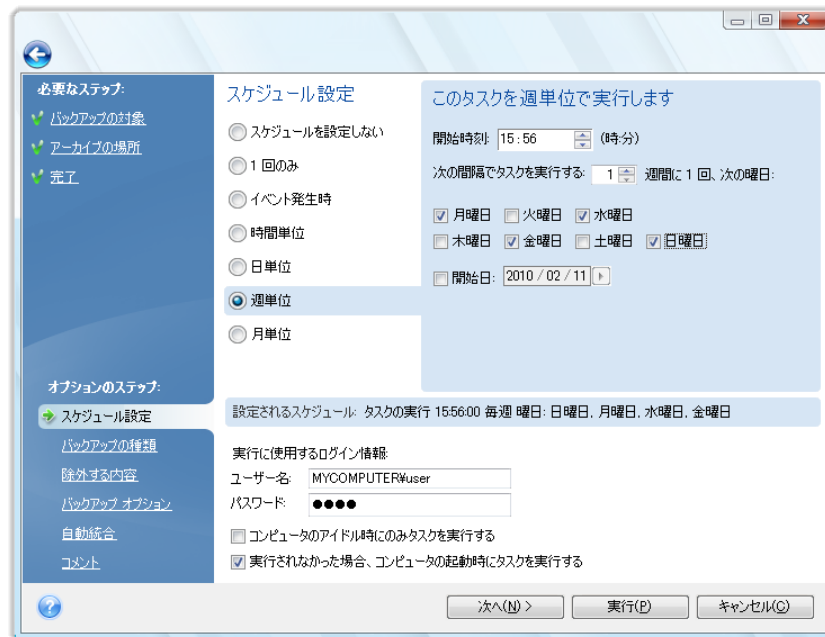 必要なステップ:
バックアップの対象
アーカイブの場所
完了
オプションのステップ:
スケジュール設定
バックアップの種類
除外する内容
バックアップ オプション
自動統合
コメント
スケジュール設定
スケジュールを設定しない
1 回のみ
イベント発生時
時間単位
日単位
週単位
月単位
このタスクを週単位で実行します
開始時刻: 15:56 (時:分)
次の間隔でタスクを実行する: 1 週間に 1 回、次の曜日:
月曜日 火曜日 水曜日
木曜日 金曜日 土曜日 日曜日
開始日: 2010 / 02 / 11
設定されるスケジュール: タスクの実行 15:56:00 毎週 曜日: 日曜日, 月曜日, 水曜日, 金曜日
実行に使用するログイン情報:
ユーザー名: MYCOMPUTER¥user
パスワード: ●●●●
コンピュータのアイドル時にのみタスクを実行する
実行されなかった場合、コンピュータの起動時にタスクを実行する
次へ(N) > 実行(P) キャンセル(C)